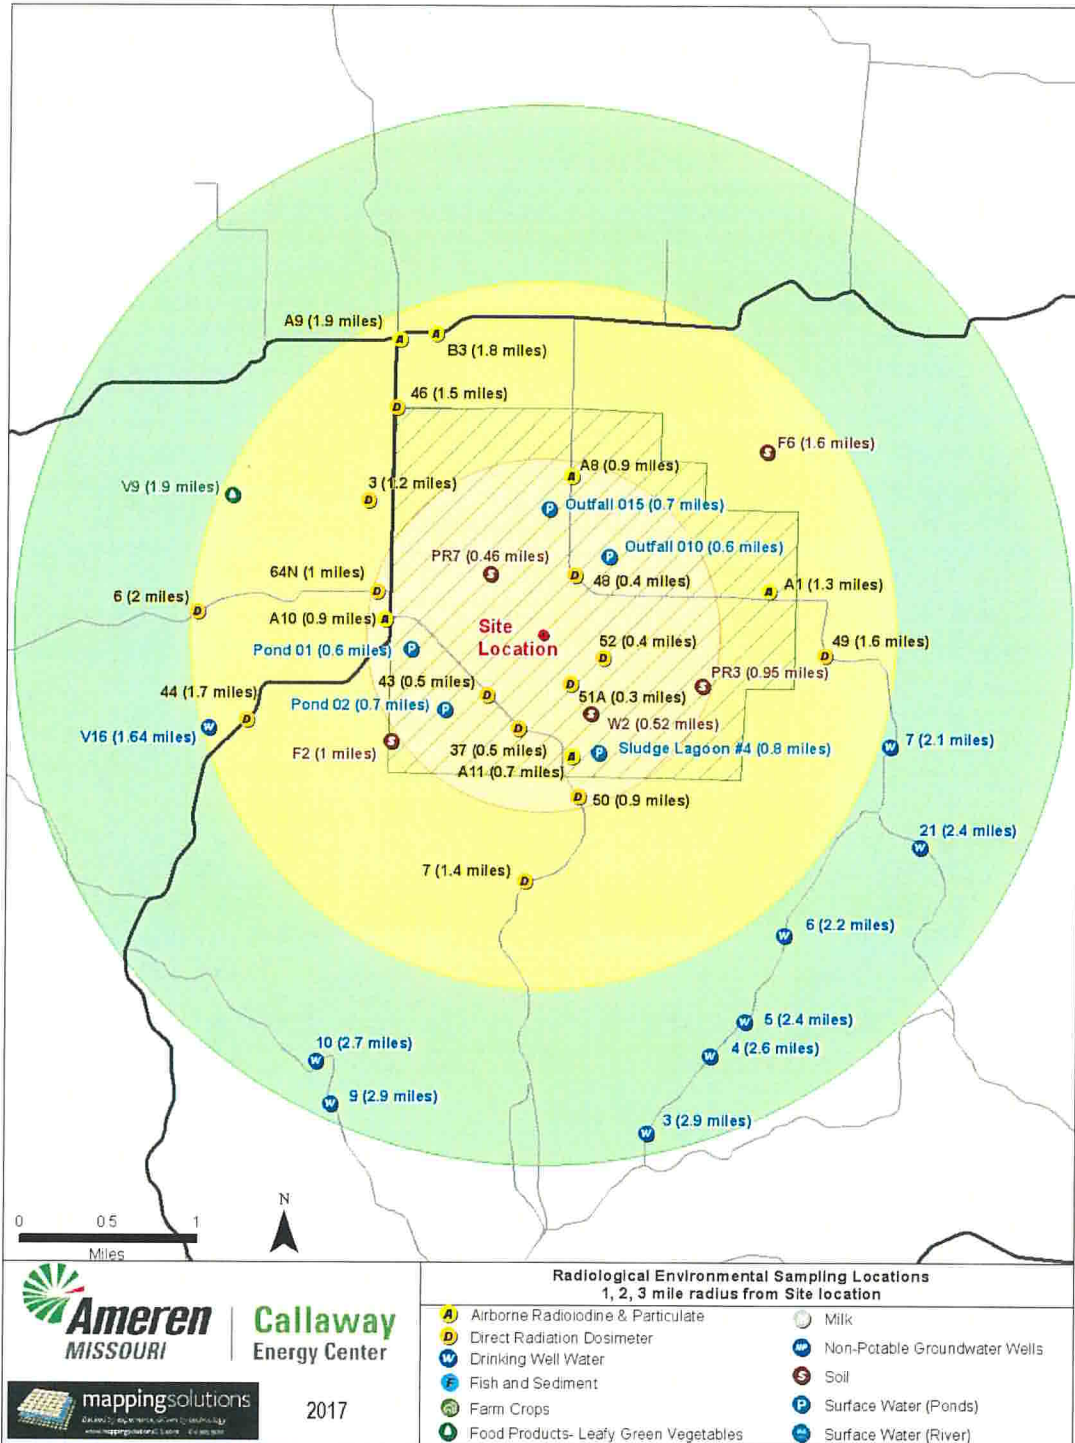 A9 (1.9 miles)
A
A
B3 (1.8 miles)
46 (1.5 miles)
D
F6 (1.6 miles)
S
A8 (0.9 miles)
A
3 (1.2 miles)
D
V9 (1.9 miles)
P
Outfall 015 (0.7 miles)
Outfall 010 (0.6 miles)
P
PR7 (0.46 miles)
S
64N (1 miles)
D
D
48 (0.4 miles)
A1 (1.3 miles)
A
6 (2 miles)
D
A10 (0.9 miles)
A
Site
Location
52 (0.4 miles)
D
49 (1.6 miles)
D
Pond 01 (0.6 miles)
P
PR3 (0.95 miles)
S
43 (0.5 miles)
D
D
51A (0.3 miles)
44 (1.7 miles)
D
Pond 02 (0.7 miles)
P
S
W2 (0.52 miles)
V16 (1.64 miles)
W
D
37 (0.5 miles)
F2 (1 miles)
S
A
P
Sludge Lagoon #4 (0.8 miles)
W
7 (2.1 miles)
A11 (0.7 miles)
D
50 (0.9 miles)
21 (2.4 miles)
W
7 (1.4 miles)
D
6 (2.2 miles)
W
5 (2.4 miles)
W
10 (2.7 miles)
W
4 (2.6 miles)
W
9 (2.9 miles)
W
3 (2.9 miles)
W
N
0 0.5 1
Miles
Ameren
MISSOURI
Callaway
Energy Center
mappingsolutions
2017
Radiological Environmental Sampling Locations
1, 2, 3 mile radius from Site location
A Airborne Radioiodine & Particulate
D Direct Radiation Dosimeter
W Drinking Well Water
F Fish and Sediment
Farm Crops
Food Products- Leafy Green Vegetables
Milk
NP Non-Potable Groundwater Wells
S Soil
P Surface Water (Ponds)
Surface Water (River)